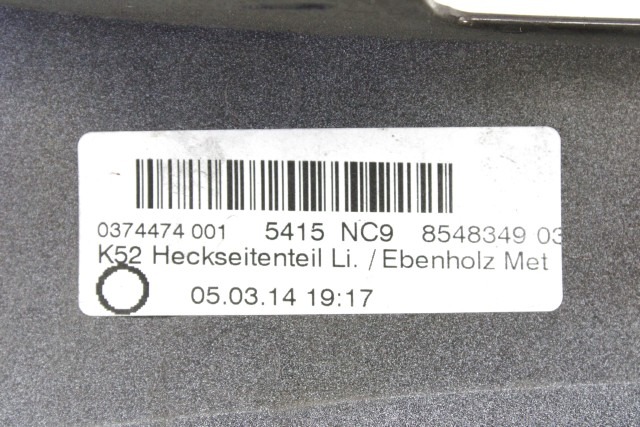 0374474 001 5415 NC9 8548349 03
K52 Heckseitenteil Li. / Ebenholz Met
05.03.14 19:17